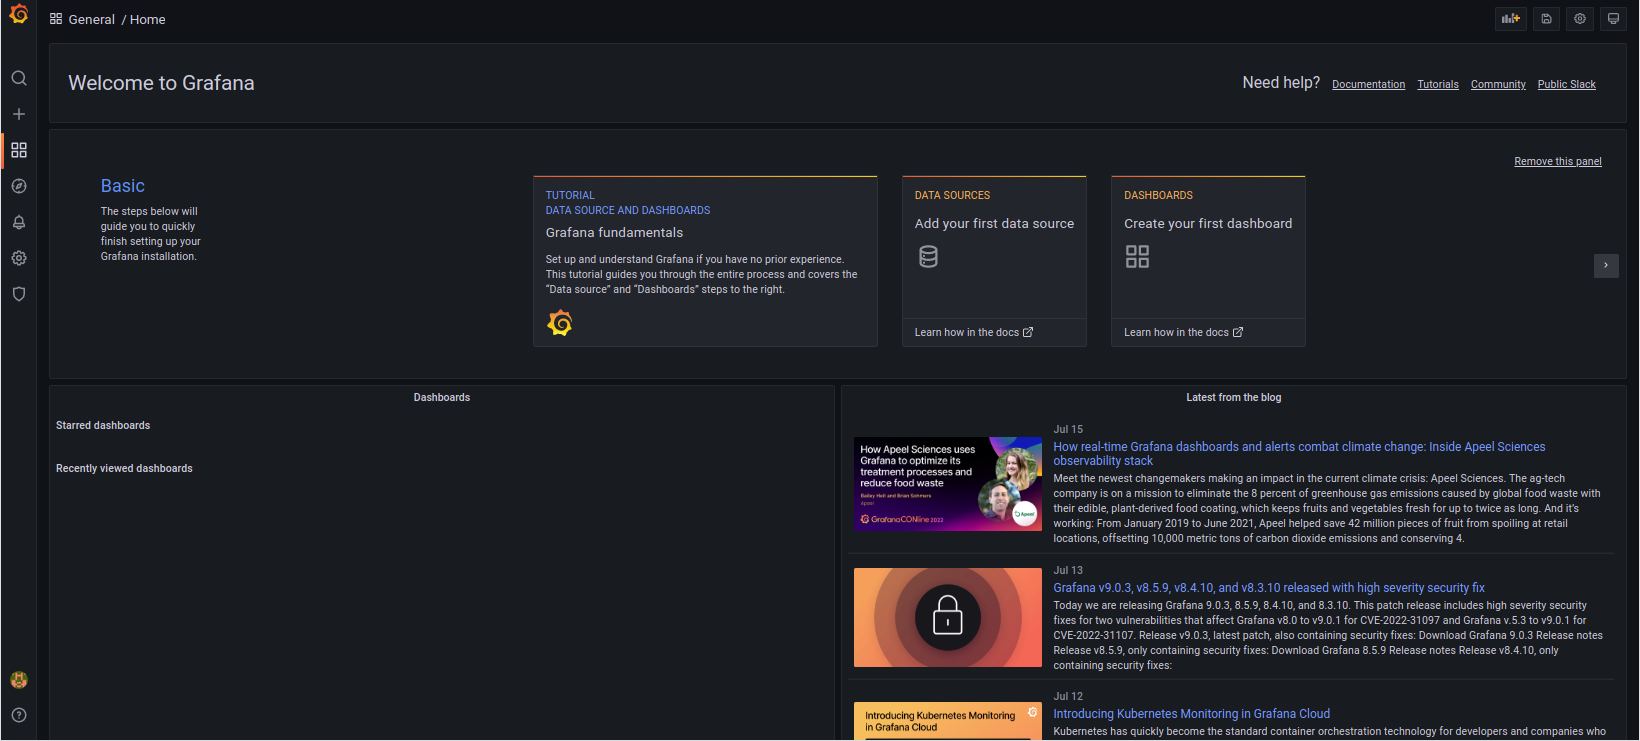 General / Home
Welcome to Grafana
Need help? Documentation Tutorials Community Public Slack
Remove this panel
Basic
The steps below will
guide you to quickly
finish setting up your
Grafana installation.
TUTORIAL
DATA SOURCE AND DASHBOARDS
Grafana fundamentals
Set up and understand Grafana if you have no prior experience.
This tutorial guides you through the entire process and covers the
“Data source” and “Dashboards” steps to the right.
DATA SOURCES
Add your first data source
Learn how in the docs
DASHBOARDS
Create your first dashboard
Learn how in the docs
Dashboards
Starred dashboards
Recently viewed dashboards
Latest from the blog
How Apeel Sciences uses
Grafana to optimize its
treatment processes and
reduce food waste
Bailey Holt and Brian Sommers
Apeel
GrafanaCONline 2022
Apeel
Jul 15
How real-time Grafana dashboards and alerts combat climate change: Inside Apeel Sciences
observability stack
Meet the newest changemakers making an impact in the current climate crisis: Apeel Sciences. The ag-tech
company is on a mission to eliminate the 8 percent of greenhouse gas emissions caused by global food waste with
their edible, plant-derived food coating, which keeps fruits and vegetables fresh for up to twice as long. And it’s
working: From January 2019 to June 2021, Apeel helped save 42 million pieces of fruit from spoiling at retail
locations, offsetting 10,000 metric tons of carbon dioxide emissions and conserving 4.
Jul 13
Grafana v9.0.3, v8.5.9, v8.4.10, and v8.3.10 released with high severity security fix
Today we are releasing Grafana 9.0.3, 8.5.9, 8.4.10, and 8.3.10. This patch release includes high severity security
fixes for two vulnerabilities that affect Grafana v8.0 to v9.0.1 for CVE-2022-31097 and Grafana v.5.3 to v9.0.1 for
CVE-2022-31107. Release v9.0.3, latest patch, also containing security fixes: Download Grafana 9.0.3 Release notes
Release v8.5.9, only containing security fixes: Download Grafana 8.5.9 Release notes Release v8.4.10, only
containing security fixes:
Introducing Kubernetes Monitoring
in Grafana Cloud
Jul 12
Introducing Kubernetes Monitoring in Grafana Cloud
Kubernetes has quickly become the standard container orchestration technology for developers and companies who